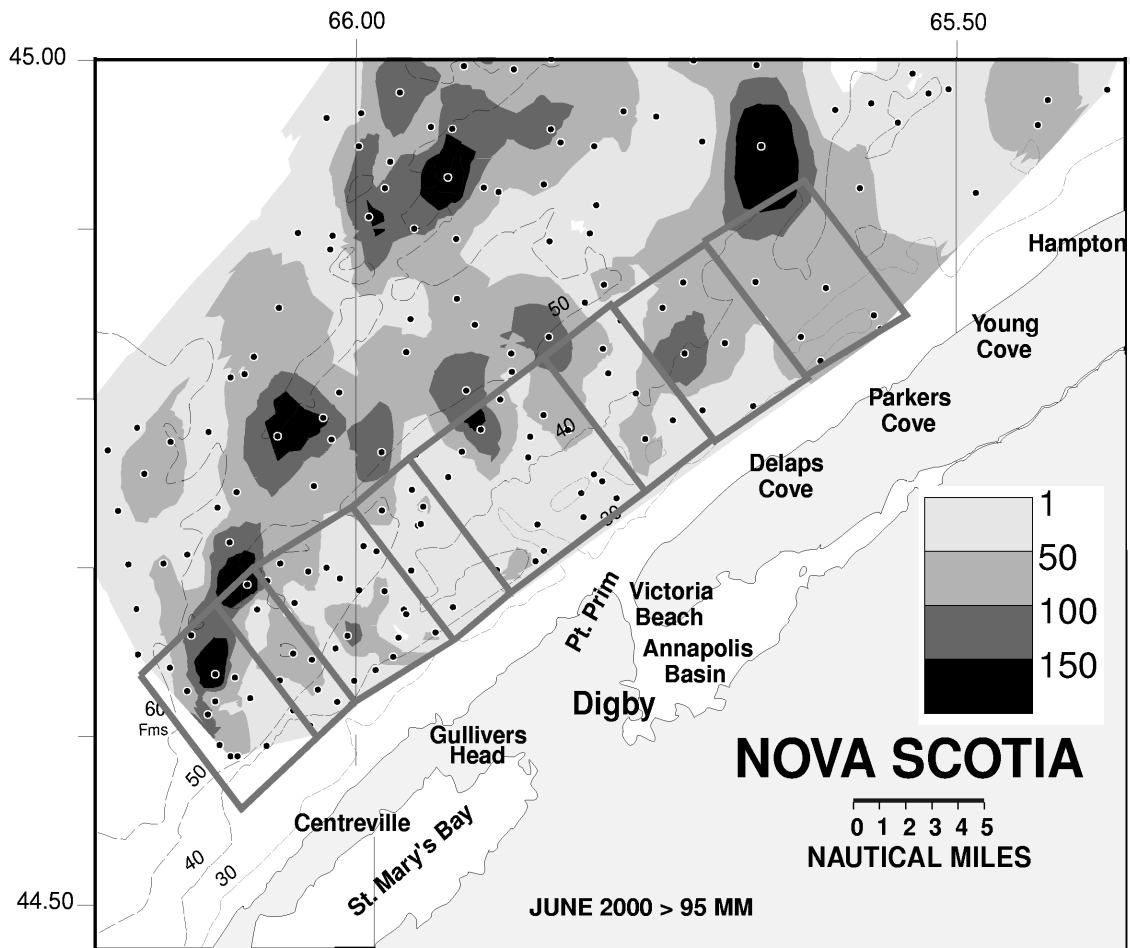 66.00
65.50
45.00
Hampton
50
Young
Cove
Parkers
Cove
40
Delaps
Cove
1
50
100
150
30
Pt. Prim
Victoria
Beach
Annapolis
Basin
Digby
60
Fms
Gullivers
Head
NOVA SCOTIA
50
Centreville
0 1 2 3 4 5
NAUTICAL MILES
St. Mary's Bay
40
30
44.50
JUNE 2000 > 95 MM